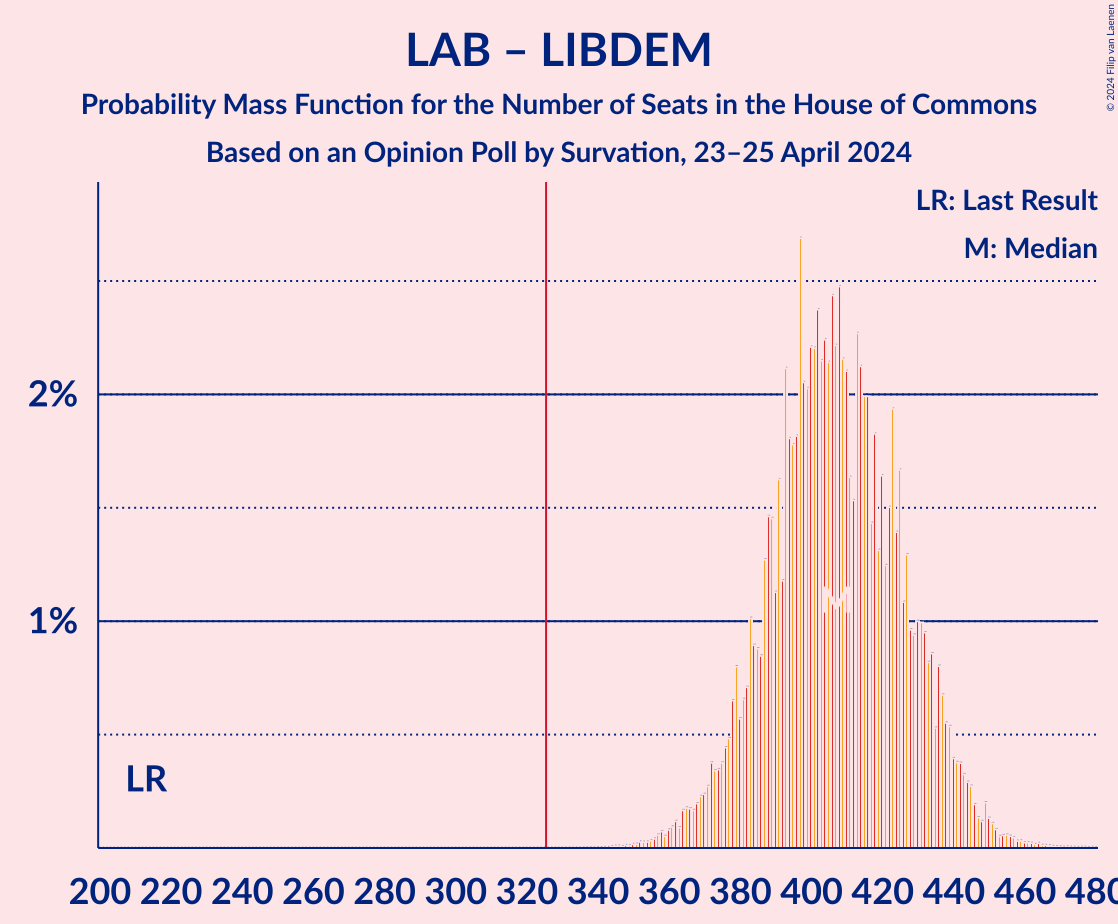 LAB – LIBDEM
Probability Mass Function for the Number of Seats in the House of Commons
Based on an Opinion Poll by Survation, 23–25 April 2024
© 2024 Filip van Laenen
LR: Last Result
M: Median
2%
1%
M
LR
200 220 240 260 280 300 320 340 360 380 400 420 440 460 480